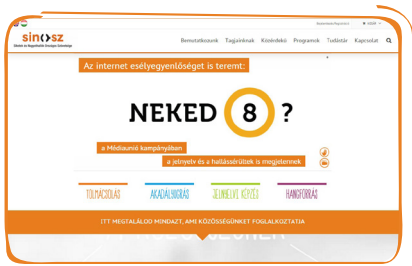 sinosz
Siketek és Nagyothallók Országos Szövetsége
Bemutatkozunk Tagjainknak Közérdekű Programok Tudástár Kapcsolat
Az internet esélyegyenlőséget is teremt:
NEKED 8 ?
a Médiaunió kampányában
a jelnyelv és a hallássérültek is megjelennek
TOLMÁCSOLÁS AKADÁLYUGRÁS JELNYELVI KÉPZÉS HANGFORRÁS
ITT MEGTALÁLOD MINDAZT, AMI KÖZÖSSÉGÜNKET FOGLALKOZTATJA